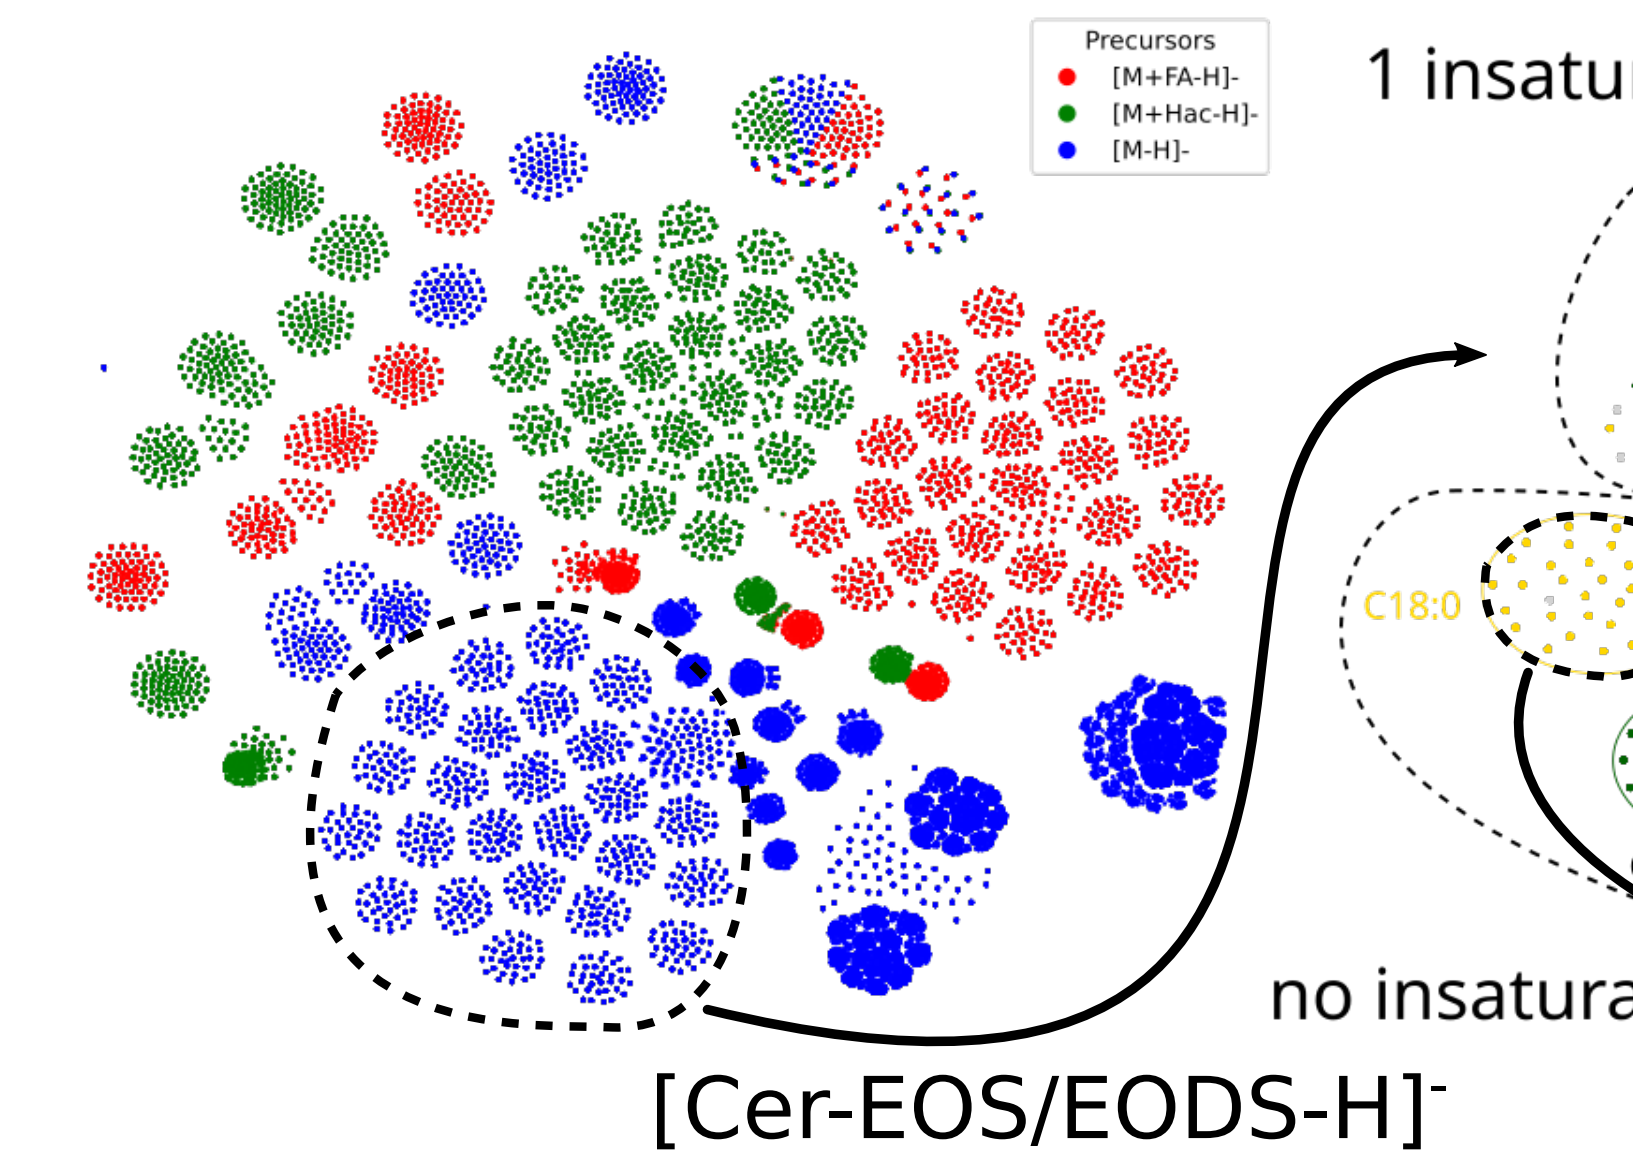 Precursors
[M+FA-H]-
[M+Hac-H]-
[M-H]-
1 insatu
C18:0
no insatura
[Cer-EOS/EODS-H]-